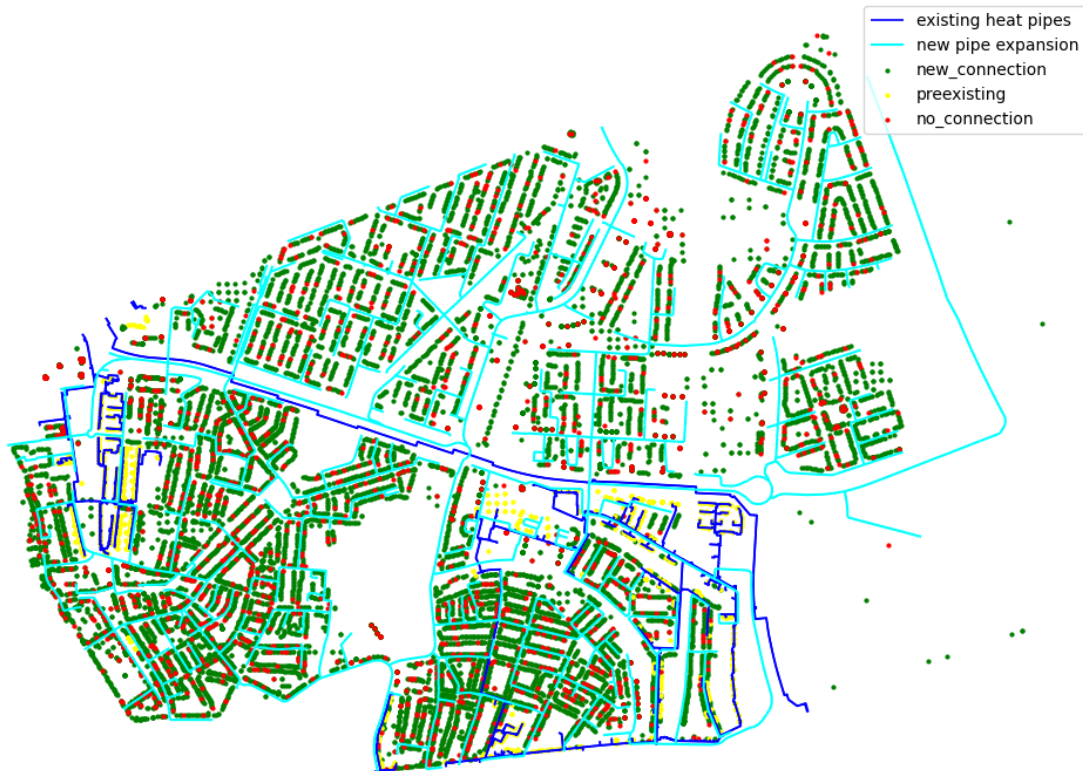 existing heat pipes
new pipe expansion
new_connection
preexisting
no_connection